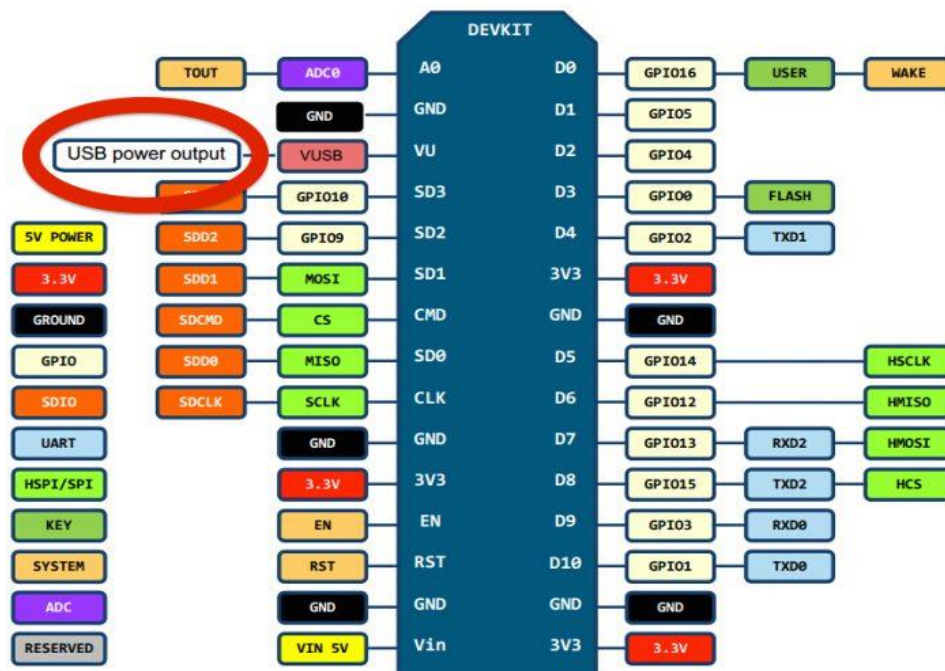 DEVKIT
TOUT ADC0 A0 D0 GPIO16 USER WAKE
GND GND D1 GPIO5
USB power output VUSB VU D2 GPIO4
GPIO10 SD3 D3 GPIO0 FLASH
5V POWER SDD2 GPIO9 SD2 D4 GPIO2 TXD1
3.3V SDD1 MOSI SD1 3V3 3.3V
GROUND SDCMD CS CMD GND GND
GPIO SDD0 MISO SD0 D5 GPIO14 HSCLK
SDIO SDCLK SCLK CLK D6 GPIO12 HMISO
UART GND GND D7 GPIO13 RXD2 HMOSI
HSPI/SPI 3.3V 3V3 D8 GPIO15 TXD2 HCS
KEY EN EN D9 GPIO3 RXD0
SYSTEM RST RST D10 GPIO1 TXD0
ADC GND GND GND GND
RESERVED VIN 5V Vin 3V3 3.3V